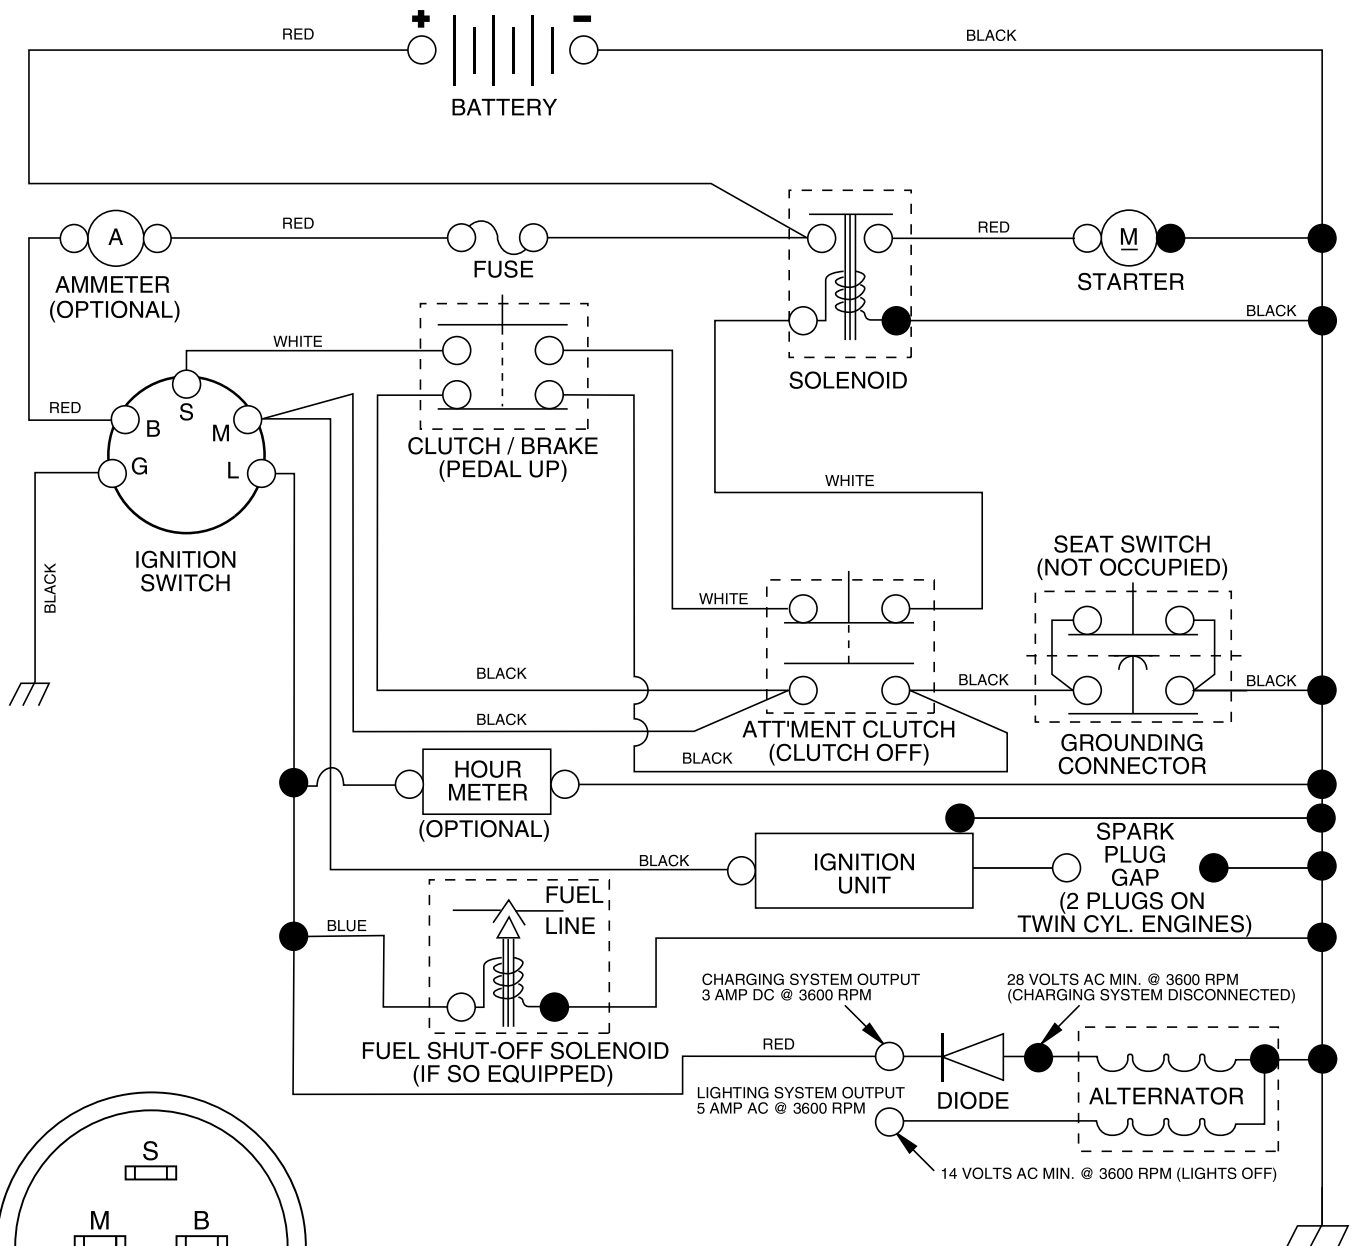 + −
RED
BLACK
BATTERY
A
RED
FUSE
RED
M
STARTER
AMMETER
(OPTIONAL)
BLACK
WHITE
SOLENOID
RED
S
B
M
G
L
CLUTCH / BRAKE
(PEDAL UP)
WHITE
IGNITION
SWITCH
BLACK
SEAT SWITCH
(NOT OCCUPIED)
WHITE
BLACK
BLACK
BLACK
BLACK
ATT'MENT CLUTCH
(CLUTCH OFF)
BLACK
GROUNDING
CONNECTOR
HOUR
METER
(OPTIONAL)
BLACK
IGNITION
UNIT
SPARK
PLUG
GAP
(2 PLUGS ON
TWIN CYL. ENGINES)
FUEL
LINE
BLUE
FUEL SHUT-OFF SOLENOID
(IF SO EQUIPPED)
CHARGING SYSTEM OUTPUT
3 AMP DC @ 3600 RPM
28 VOLTS AC MIN. @ 3600 RPM
(CHARGING SYSTEM DISCONNECTED)
RED
DIODE
ALTERNATOR
LIGHTING SYSTEM OUTPUT
5 AMP AC @ 3600 RPM
14 VOLTS AC MIN. @ 3600 RPM (LIGHTS OFF)
S
M
B